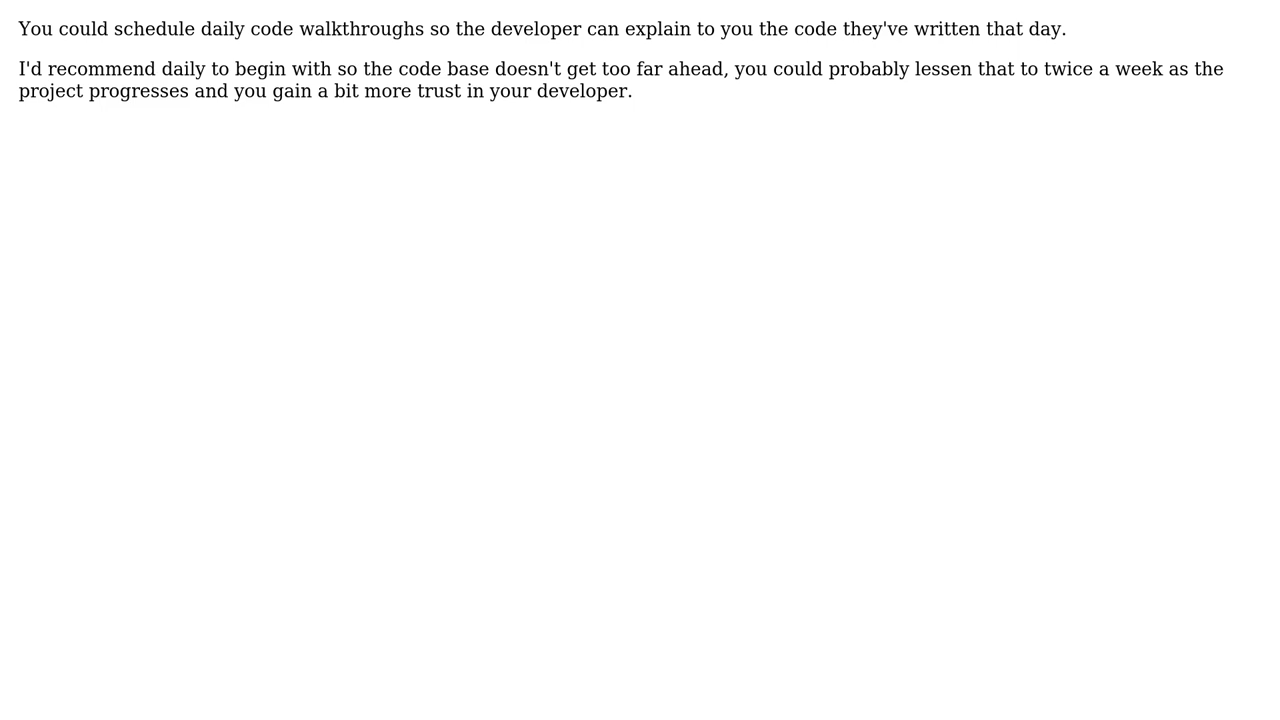 You could schedule daily code walkthroughs so the developer can explain to you the code they've written that day.
I'd recommend daily to begin with so the code base doesn't get too far ahead, you could probably lessen that to twice a week as the
project progresses and you gain a bit more trust in your developer.